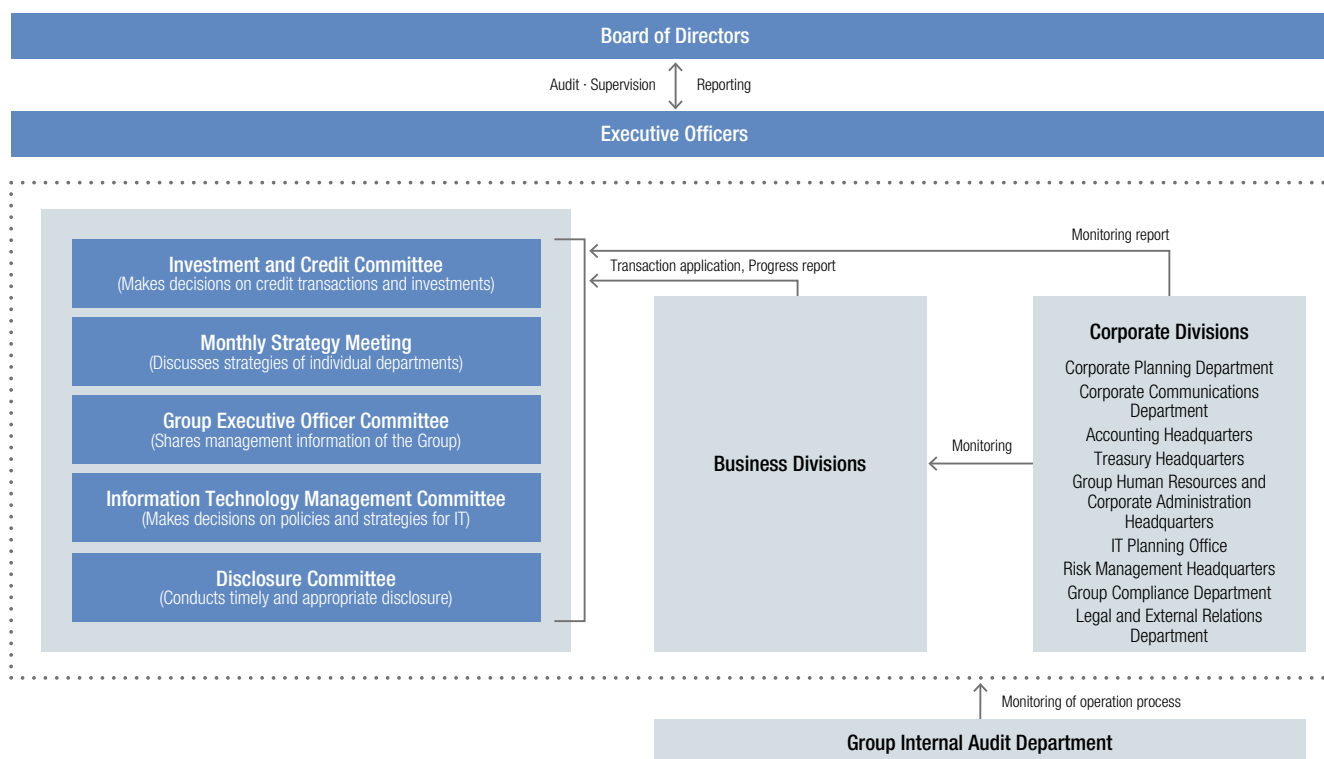 Board of Directors
Audit · Supervision
Reporting
Executive Officers
Monitoring report
Transaction application, Progress report
Investment and Credit Committee
(Makes decisions on credit transactions and investments)
Monthly Strategy Meeting
(Discusses strategies of individual departments)
Group Executive Officer Committee
(Shares management information of the Group)
Information Technology Management Committee
(Makes decisions on policies and strategies for IT)
Disclosure Committee
(Conducts timely and appropriate disclosure)
Business Divisions
Monitoring
Corporate Divisions
Corporate Planning Department
Corporate Communications
Department
Accounting Headquarters
Treasury Headquarters
Group Human Resources and
Corporate Administration
Headquarters
IT Planning Office
Risk Management Headquarters
Group Compliance Department
Legal and External Relations
Department
Monitoring of operation process
Group Internal Audit Department